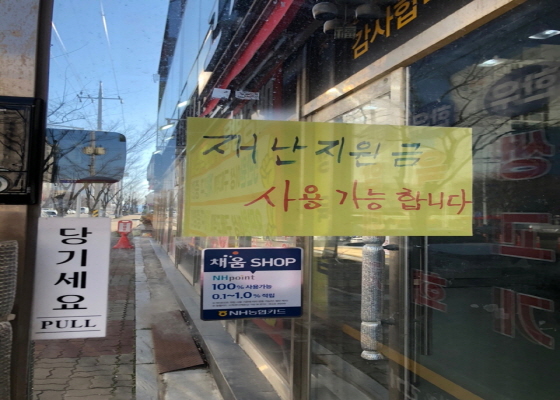 감사합
재난지원금
사용가능합니다
당기세요
PULL
채움 SHOP
NHpoint
100% 사용가능
0.1~1.0% 적립
NH농협카드